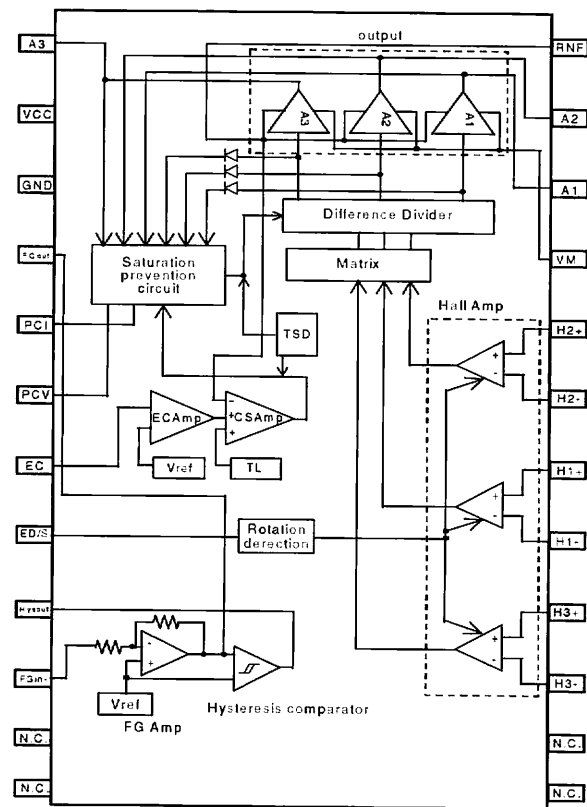 output
A3
RNF
VCC
A3
A2
A1
A2
GND
A1
Difference Divider
FGout
Saturation
prevention
circuit
Matrix
VM
Hall Amp
PCI
TSD
H2+
PCV
ECAmp
CSAmp
H2-
EC
Vref
TL
H1+
ED/S
Rotation
derection
H1-
Hysout
H3+
FGin-
Vref
FG Amp
Hysteresis comparator
H3-
N.C.
N.C.
N.C.
N.C.